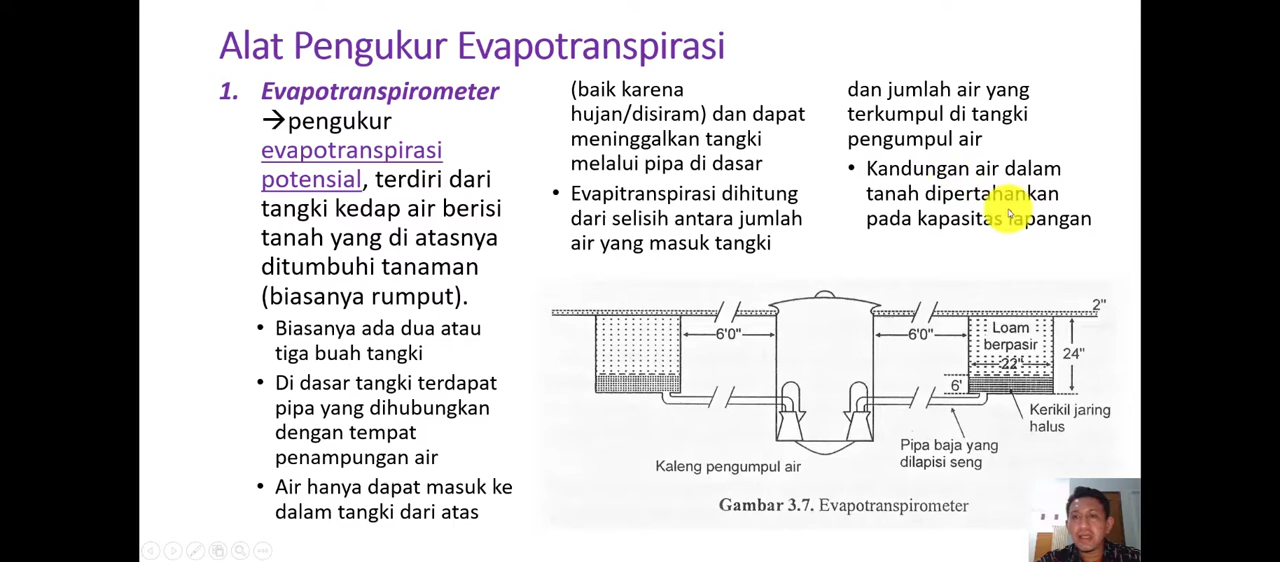 Alat Pengukur Evapotranspirasi
1. Evapotranspirometer
→pengukur
evapotranspirasi
potensial, terdiri dari
tangki kedap air berisi
tanah yang di atasnya
ditumbuhi tanaman
(biasanya rumput).
• Biasanya ada dua atau
tiga buah tangki
• Di dasar tangki terdapat
pipa yang dihubungkan
dengan tempat
penampungan air
• Air hanya dapat masuk ke
dalam tangki dari atas
(baik karena
hujan/disiram) dan dapat
meninggalkan tangki
melalui pipa di dasar
• Evapitranspirasi dihitung
dari selisih antara jumlah
air yang masuk tangki
dan jumlah air yang
terkumpul di tangki
pengumpul air
• Kandungan air dalam
tanah dipertahankan
pada kapasitas lapangan
2"
6'0"
6'0"
Loam
berpasir
22"
24"
6'
Kerikil jaring
halus
Pipa baja yang
dilapisi seng
Kaleng pengumpul air
Gambar 3.7. Evapotranspirometer